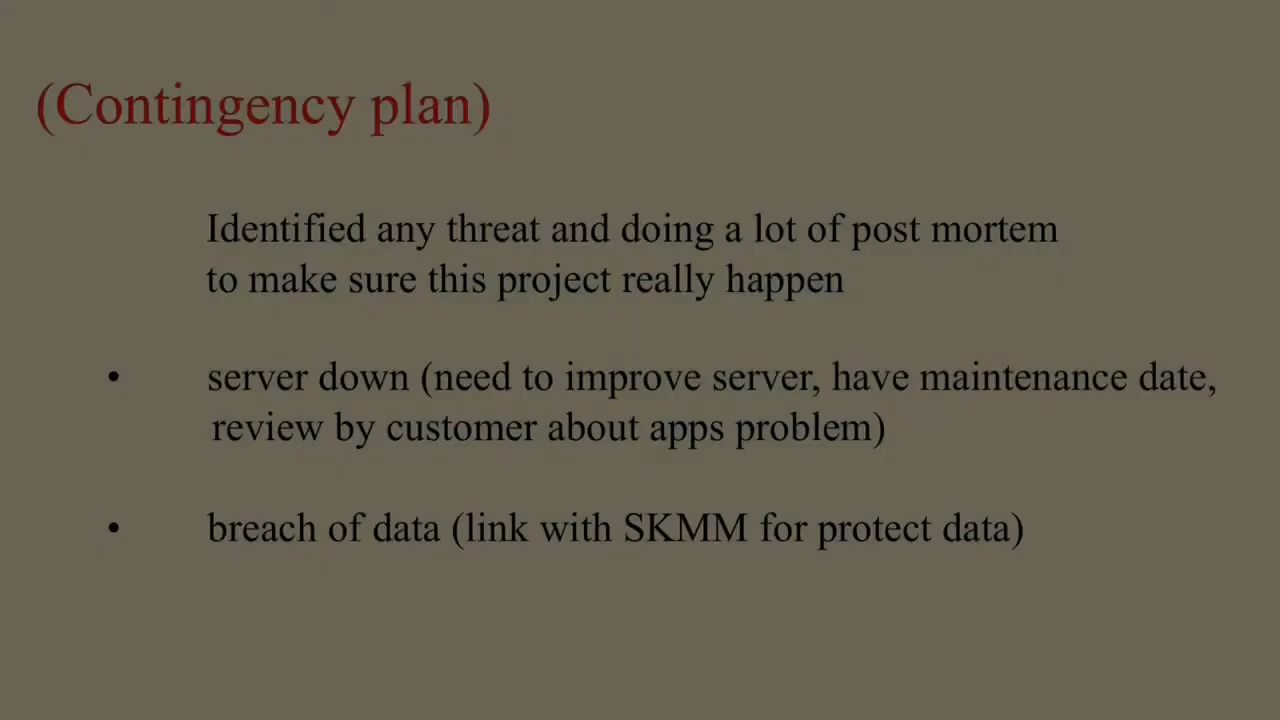 (Contingency plan)
Identified any threat and doing a lot of post mortem
to make sure this project really happen
• server down (need to improve server, have maintenance date,
review by customer about apps problem)
• breach of data (link with SKMM for protect data)